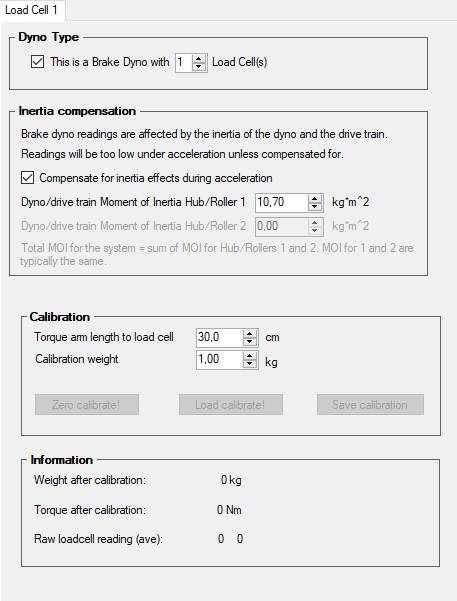 Load Cell 1
Dyno Type
This is a Brake Dyno with 1 Load Cell(s)
Inertia compensation
Brake dyno readings are affected by the inertia of the dyno and the drive train.
Readings will be too low under acceleration unless compensated for.
Compensate for inertia effects during acceleration
Dyno/drive train Moment of Inertia Hub/Roller 1 10,70 kg*m^2
Dyno/drive train Moment of Inertia Hub/Roller 2 0,00 kg*m^2
Total MOI for the system = sum of MOI for Hub/Rollers 1 and 2. MOI for 1 and 2 are
typically the same.
Calibration
Torque arm length to load cell 30,0 cm
Calibration weight 1,00 kg
Zero calibrate! Load calibrate! Save calibration
Information
Weight after calibration: 0 kg
Torque after calibration: 0 Nm
Raw loadcell reading (ave): 0 0